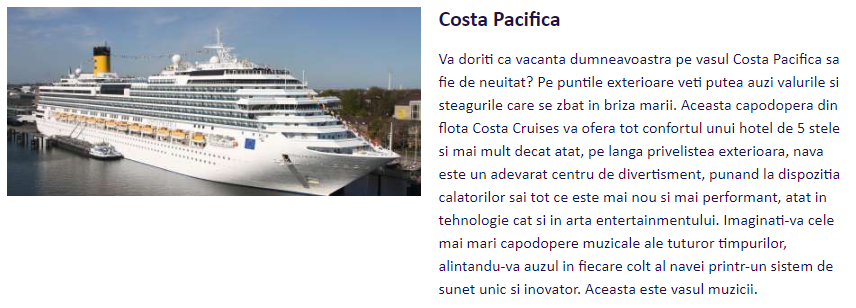 Costa Pacifica
Va doriti ca vacanta dumneavoastra pe vasul Costa Pacifica sa
fie de neuitat? Pe puntile exterioare veti putea auzi valurile si
steagurile care se zbat in briza marii. Aceasta capodopera din
flota Costa Cruises va ofera tot confortul unui hotel de 5 stele
si mai mult decat atat, pe langa privelistea exterioara, nava
este un adevarat centru de divertisment, punand la dispozitia
calatorilor sai tot ce este mai nou si mai performant, atat in
tehnologie cat si in arta entertainmentului. Imaginati-va cele
mai mari capodopere muzicale ale tuturor timpurilor,
alintandu-va auzul in fiecare colt al navei printr-un sistem de
sunet unic si inovator. Aceasta este vasul muzicii.